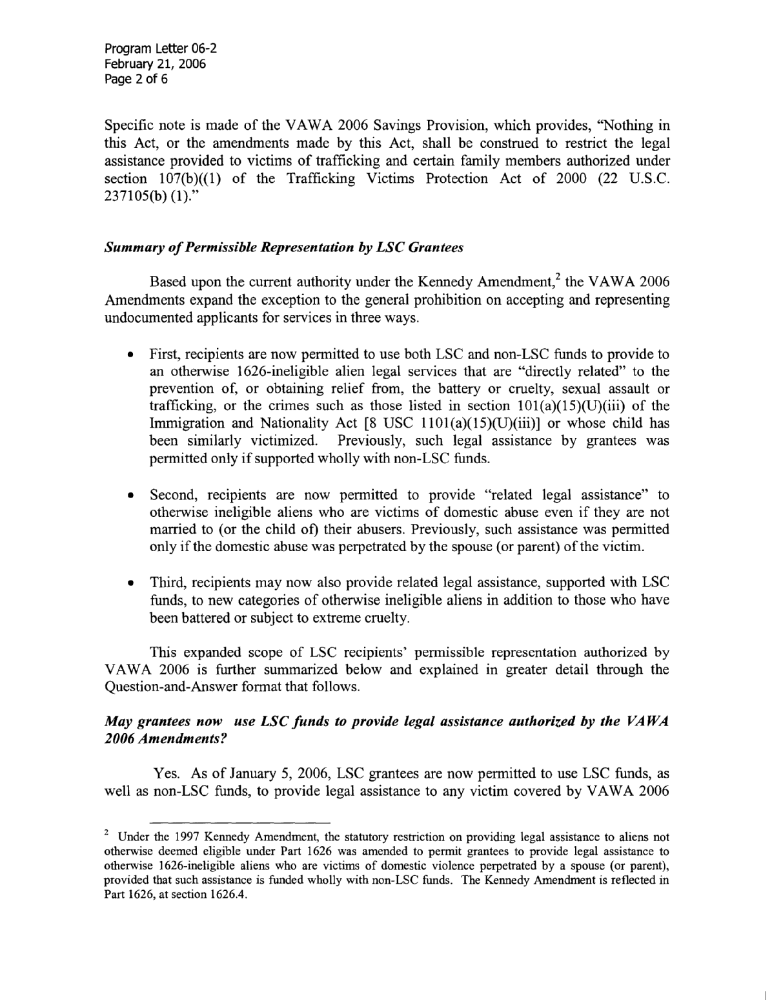 Program Letter 06-2
February 21, 2006
Page 2 of 6
Specific note is made of the VAWA 2006 Savings Provision, which provides, “Nothing in
this Act, or the amendments made by this Act, shall be construed to restrict the legal
assistance provided to victims of trafficking and certain family members authorized under
section 107(b)((1) of the Trafficking Victims Protection Act of 2000 (22 U.S.C.
237105(b) (1).”
Summary of Permissible Representation by LSC Grantees
Based upon the current authority under the Kennedy Amendment,2 the VAWA 2006
Amendments expand the exception to the general prohibition on accepting and representing
undocumented applicants for services in three ways.
• First, recipients are now permitted to use both LSC and non-LSC funds to provide to
an otherwise 1626-ineligible alien legal services that are “directly related” to the
prevention of, or obtaining relief from, the battery or cruelty, sexual assault or
trafficking, or the crimes such as those listed in section 101(a)(15)(U)(iii) of the
Immigration and Nationality Act [8 USC 1101(a)(15)(U)(iii)] or whose child has
been similarly victimized. Previously, such legal assistance by grantees was
permitted only if supported wholly with non-LSC funds.
• Second, recipients are now permitted to provide “related legal assistance” to
otherwise ineligible aliens who are victims of domestic abuse even if they are not
married to (or the child of) their abusers. Previously, such assistance was permitted
only if the domestic abuse was perpetrated by the spouse (or parent) of the victim.
• Third, recipients may now also provide related legal assistance, supported with LSC
funds, to new categories of otherwise ineligible aliens in addition to those who have
been battered or subject to extreme cruelty.
This expanded scope of LSC recipients’ permissible representation authorized by
VAWA 2006 is further summarized below and explained in greater detail through the
Question-and-Answer format that follows.
May grantees now use LSC funds to provide legal assistance authorized by the VAWA
2006 Amendments?
Yes. As of January 5, 2006, LSC grantees are now permitted to use LSC funds, as
well as non-LSC funds, to provide legal assistance to any victim covered by VAWA 2006
2 Under the 1997 Kennedy Amendment, the statutory restriction on providing legal assistance to aliens not
otherwise deemed eligible under Part 1626 was amended to permit grantees to provide legal assistance to
otherwise 1626-ineligible aliens who are victims of domestic violence perpetrated by a spouse (or parent),
provided that such assistance is funded wholly with non-LSC funds. The Kennedy Amendment is reflected in
Part 1626, at section 1626.4.